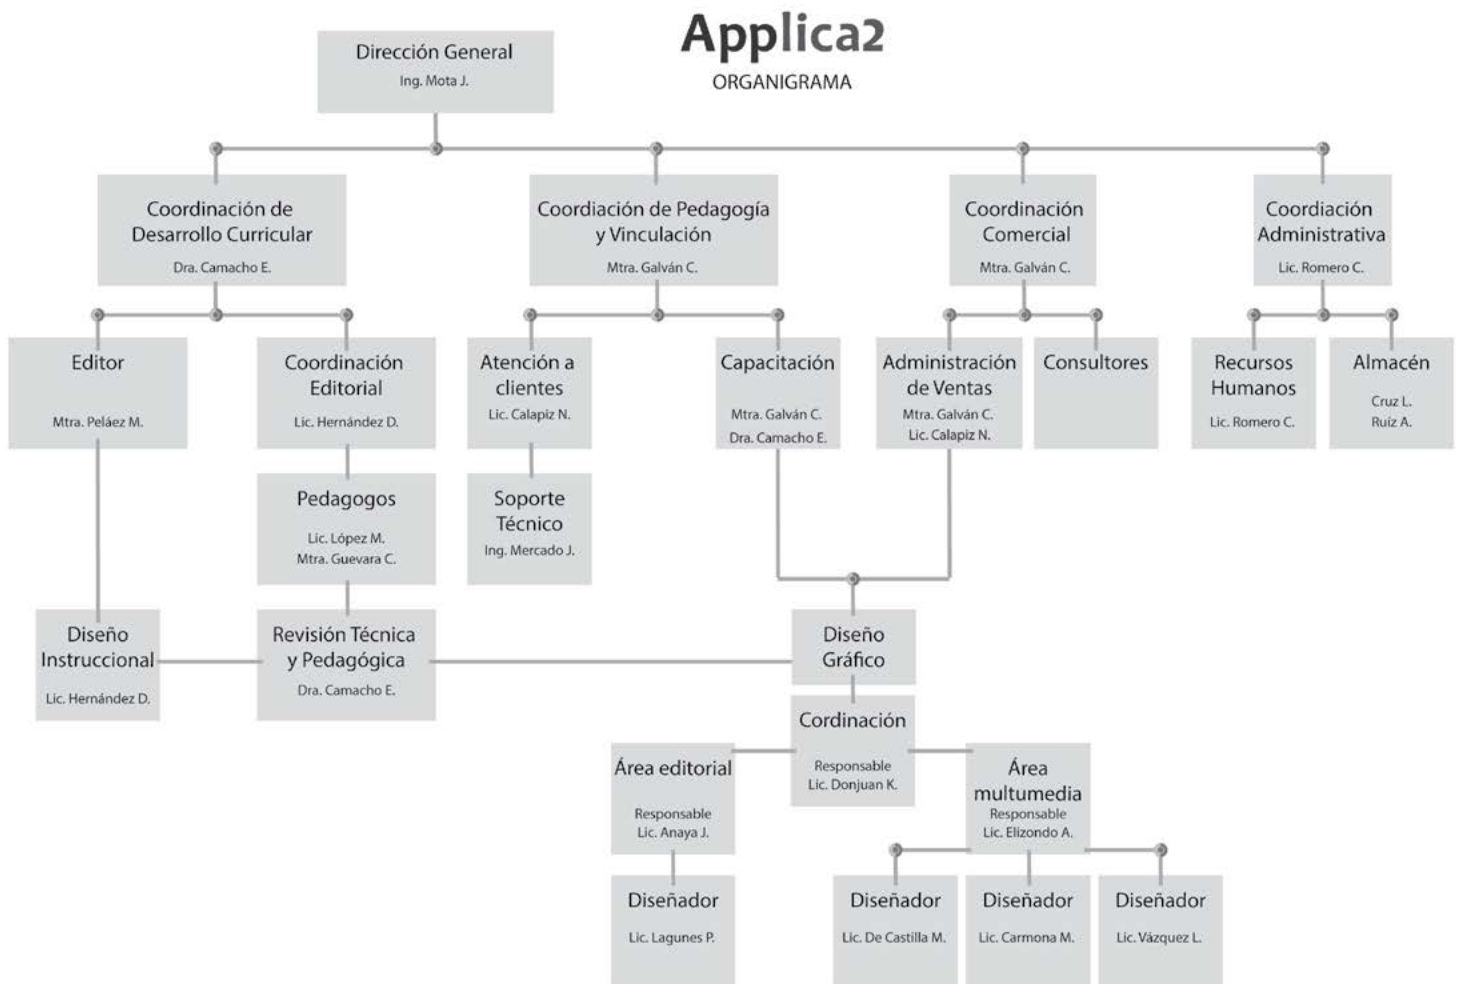 Applica2
ORGANIGRAMA
Dirección General
Ing. Mota J.
Coordinación de
Desarrollo Curricular
Dra. Camacho E.
Coordiación de Pedagogía
y Vinculación
Mtra. Galván C.
Coordinación
Comercial
Mtra. Galván C.
Coordiación
Administrativa
Lic. Romero C.
Editor
Mtra. Peláez M.
Coordinación
Editorial
Lic. Hernández D.
Atención a
clientes
Lic. Calapiz N.
Capacitación
Mtra. Galván C.
Dra. Camacho E.
Administración
de Ventas
Mtra. Galván C.
Lic. Calapiz N.
Consultores
Recursos
Humanos
Lic. Romero C.
Almacén
Cruz L.
Ruíz A.
Pedagogos
Lic. López M.
Mtra. Guevara C.
Soporte
Técnico
Ing. Mercado J.
Diseño
Instruccional
Lic. Hernández D.
Revisión Técnica
y Pedagógica
Dra. Camacho E.
Diseño
Gráfico
Cordinación
Responsable
Lic. Donjuan K.
Área editorial
Responsable
Lic. Anaya J.
Área
multumedia
Responsable
Lic. Elizondo A.
Diseñador
Lic. Lagunes P.
Diseñador
Lic. De Castilla M.
Diseñador
Lic. Carmona M.
Diseñador
Lic. Vázquez L.